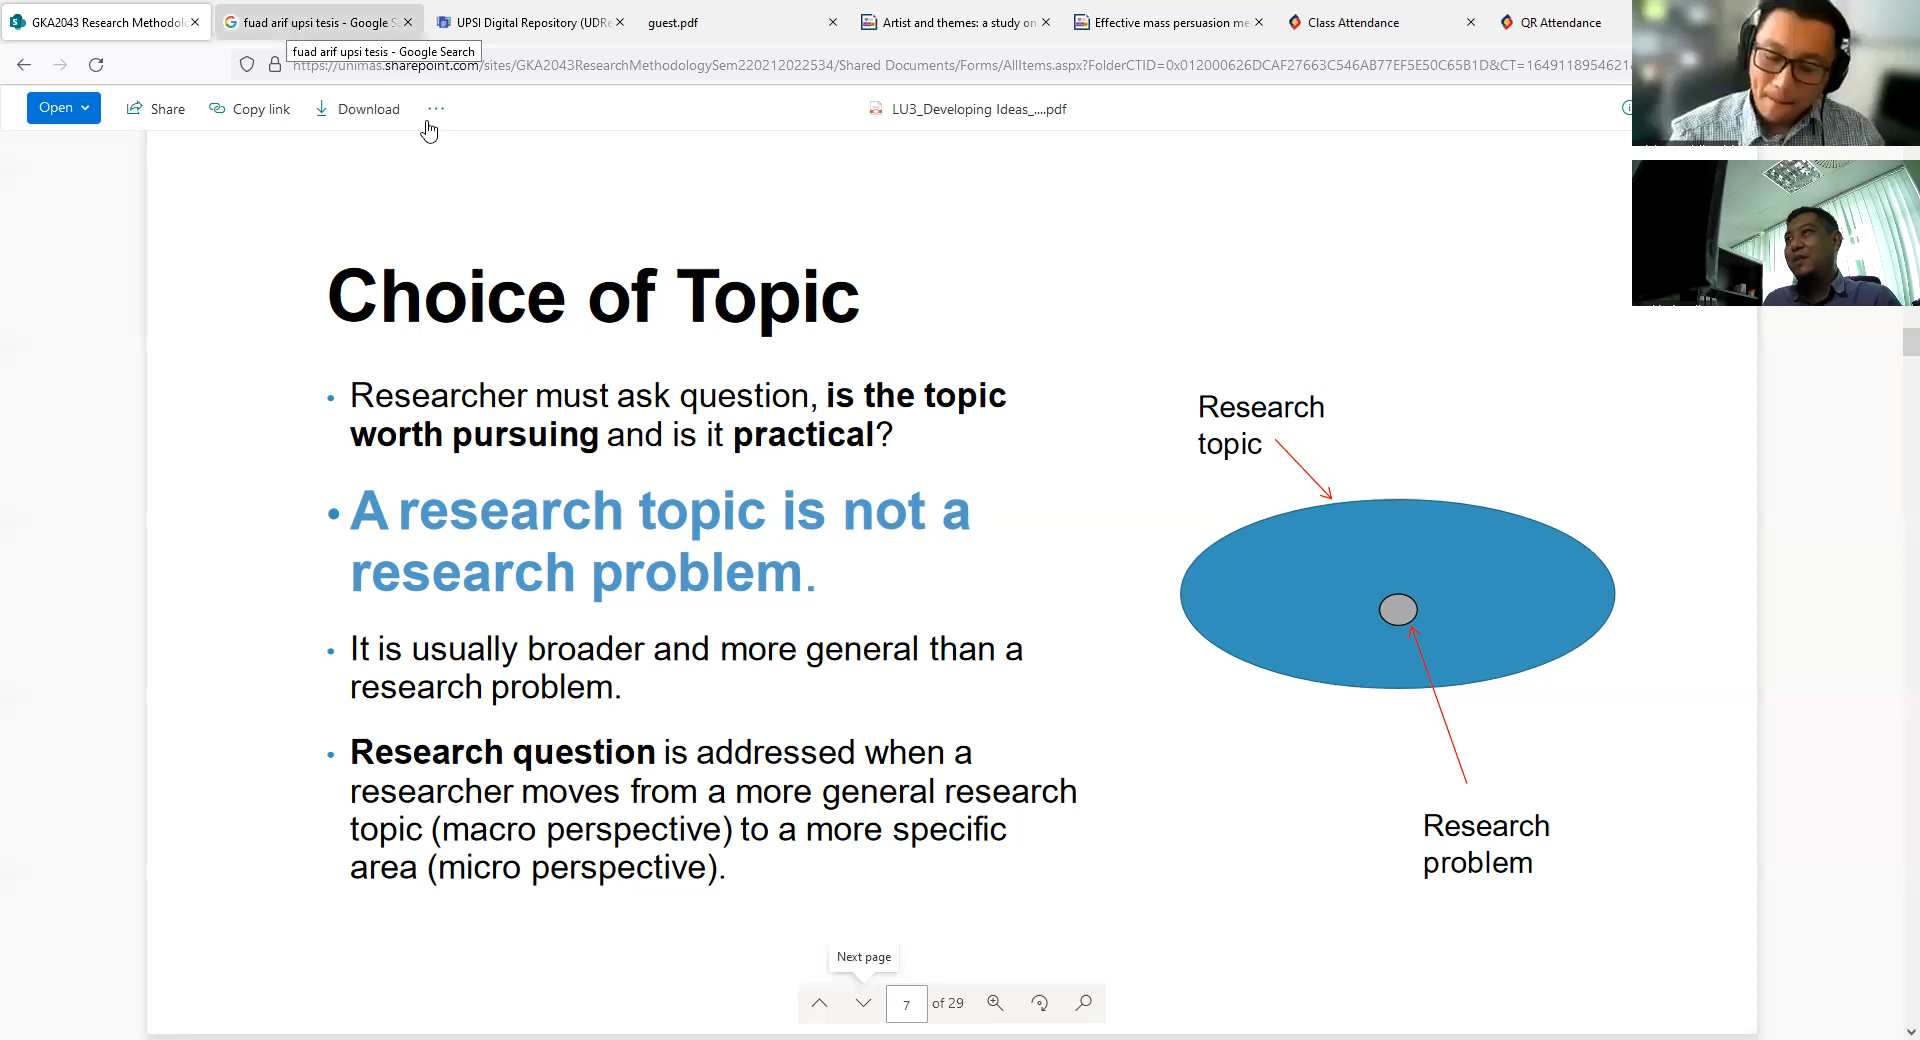 GKA2043 Research Methodolo
fuad arif upsi tesis - Google S
UPSI Digital Repository (UDRe
guest.pdf
Artist and themes: a study on
Effective mass persuasion me
Class Attendance
QR Attendance
fuad arif upsi tesis - Google Search
https://unimas.sharepoint.com/sites/GKA2043ResearchMethodologySem220212022534/Shared Documents/Forms/AllItems.aspx?FolderCTID=0x012000626DCAF27663C546AB77EF5E50C65B1D&CT=1649118954621
Open
Share
Copy link
Download
LU3_Developing Ideas_....pdf
Choice of Topic
• Researcher must ask question, is the topic
worth pursuing and is it practical?
• A research topic is not a
research problem.
• It is usually broader and more general than a
research problem.
• Research question is addressed when a
researcher moves from a more general research
topic (macro perspective) to a more specific
area (micro perspective).
Research
topic
Research
problem
Next page
7 of 29